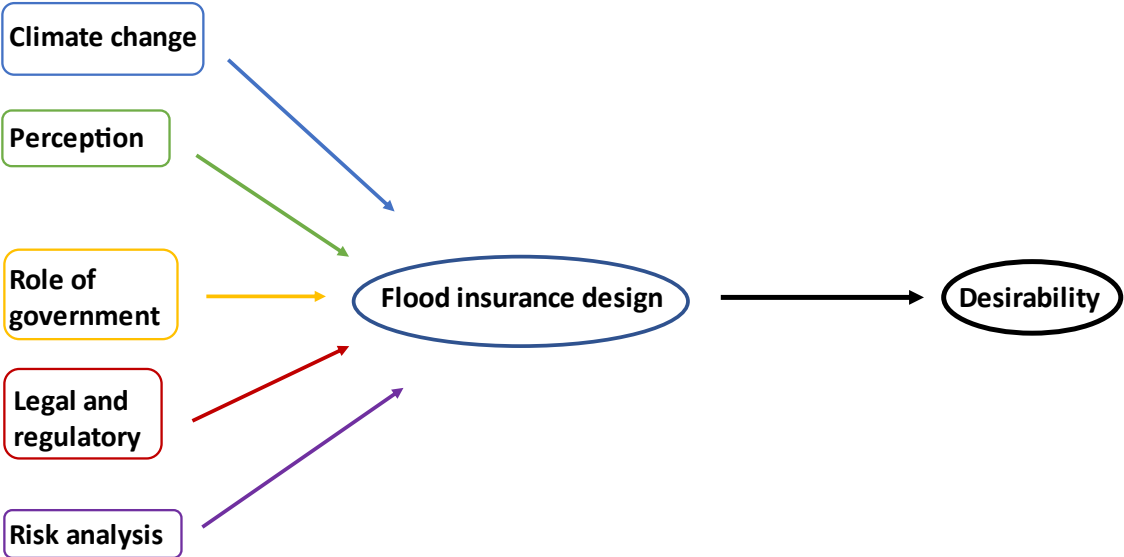 Climate change
Perception
Role of
government
Flood insurance design
Desirability
Legal and
regulatory
Risk analysis